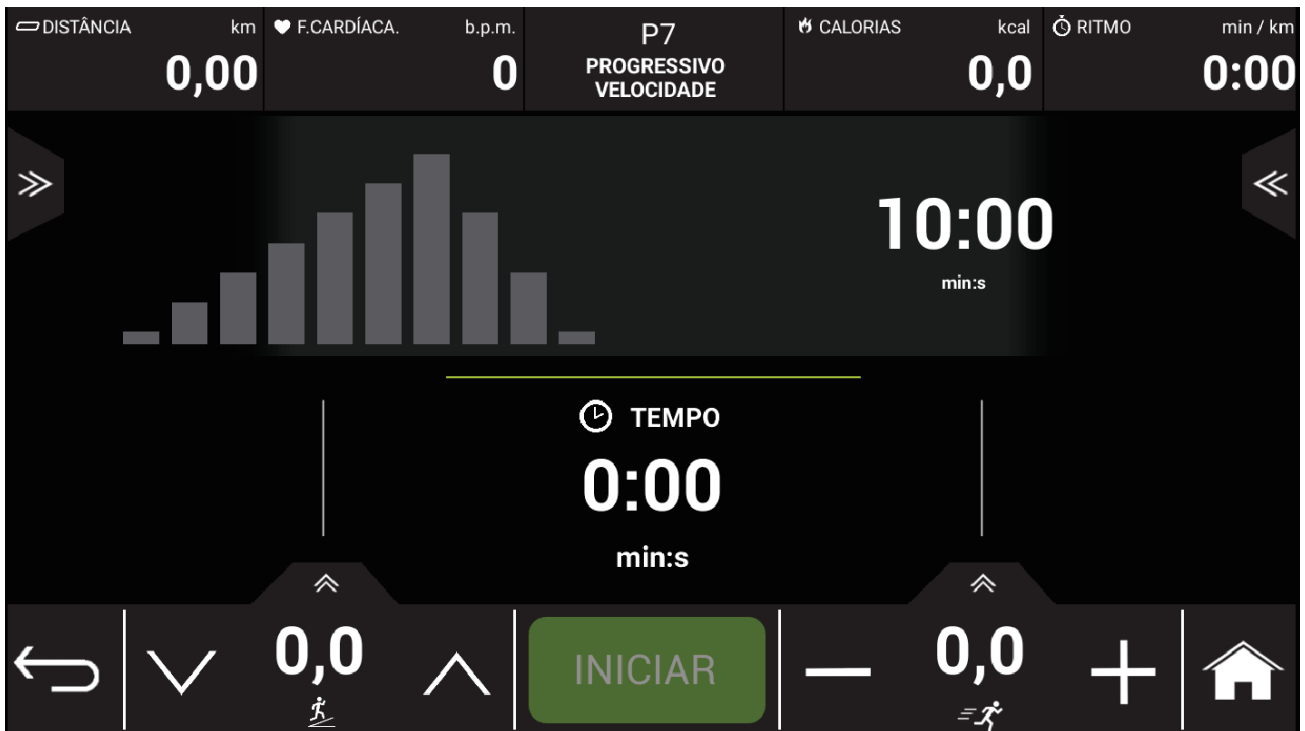 DISTÂNCIA km
0,00
F.CARDÍACA. b.p.m.
0
P7
PROGRESSIVO
VELOCIDADE
CALORIAS kcal
0,0
RITMO min / km
0:00
10:00
min:s
TEMPO
0:00
min:s
0,0
INICIAR
0,0